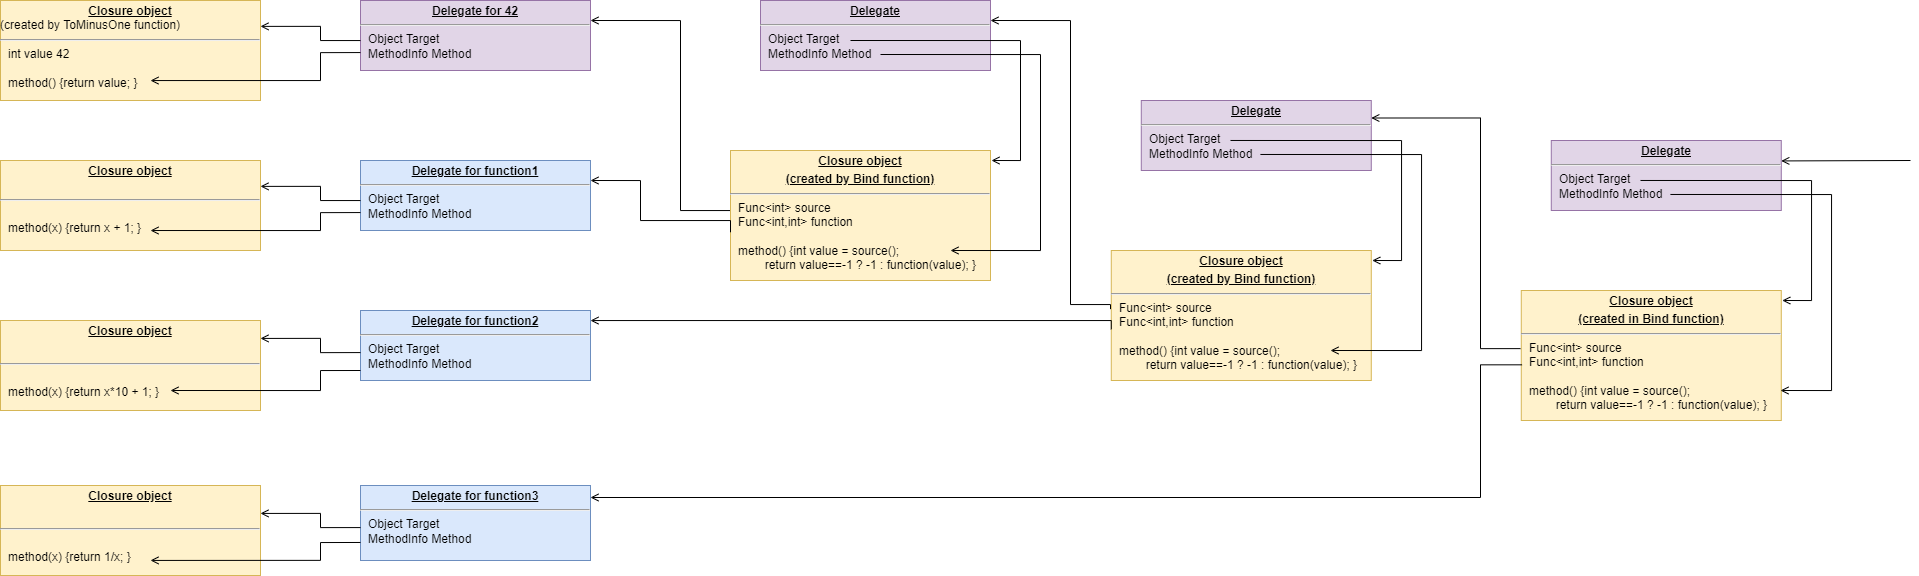 Closure object
(created by ToMinusOne function)
int value 42
method() {return value; }
Delegate for 42
Object Target
MethodInfo Method
Delegate
Object Target
MethodInfo Method
Delegate
Object Target
MethodInfo Method
Delegate
Object Target
MethodInfo Method
Closure object
method(x) {return x + 1; }
Delegate for function1
Object Target
MethodInfo Method
Closure object
(created by Bind function)
Func<int> source
Func<int,int> function
method() {int value = source();
return value==-1 ? -1 : function(value); }
Closure object
(created by Bind function)
Func<int> source
Func<int,int> function
method() {int value = source();
return value==-1 ? -1 : function(value); }
Closure object
(created in Bind function)
Func<int> source
Func<int,int> function
method() {int value = source();
return value==-1 ? -1 : function(value); }
Closure object
method(x) {return x*10 + 1; }
Delegate for function2
Object Target
MethodInfo Method
Closure object
method(x) {return 1/x; }
Delegate for function3
Object Target
MethodInfo Method